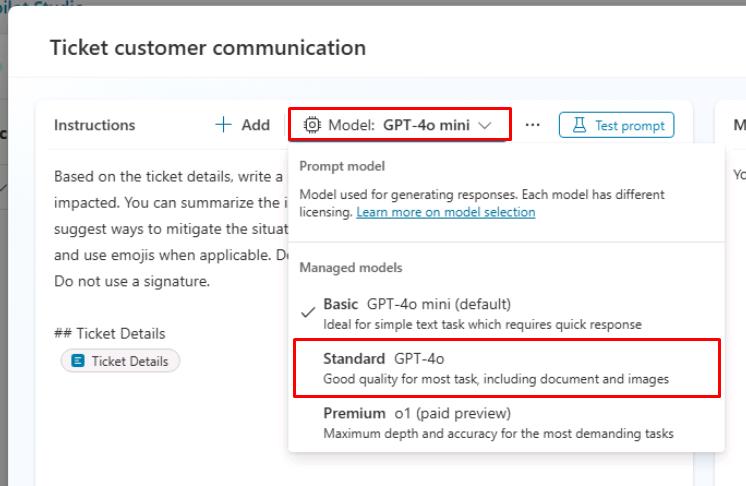 Ticket customer communication
Instructions
Add
Model: GPT-4o mini
...
Test prompt
M
Based on the ticket details, write a
impacted. You can summarize the i
suggest ways to mitigate the situat
and use emojis when applicable. D
Do not use a signature.
## Ticket Details
Ticket Details
Prompt model
Model used for generating responses. Each model has different
licensing. Learn more on model selection
Managed models
Basic GPT-4o mini (default)
Ideal for simple text task which requires quick response
Standard GPT-4o
Good quality for most task, including document and images
Premium o1 (paid preview)
Maximum depth and accuracy for the most demanding tasks
Yo